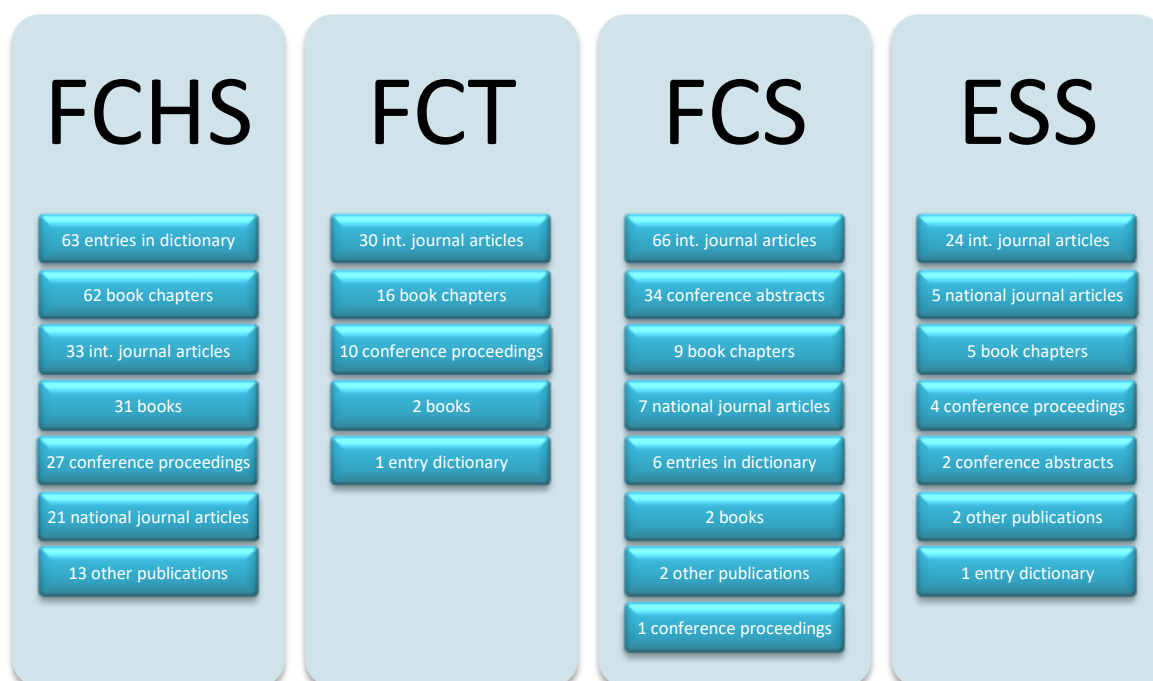 FCHS
63 entries in dictionary
62 book chapters
33 int. journal articles
31 books
27 conference proceedings
21 national journal articles
13 other publications
FCT
30 int. journal articles
16 book chapters
10 conference proceedings
2 books
1 entry dictionary
FCS
66 int. journal articles
34 conference abstracts
9 book chapters
7 national journal articles
6 entries in dictionary
2 books
2 other publications
1 conference proceedings
ESS
24 int. journal articles
5 national journal articles
5 book chapters
4 conference proceedings
2 conference abstracts
2 other publications
1 entry dictionary